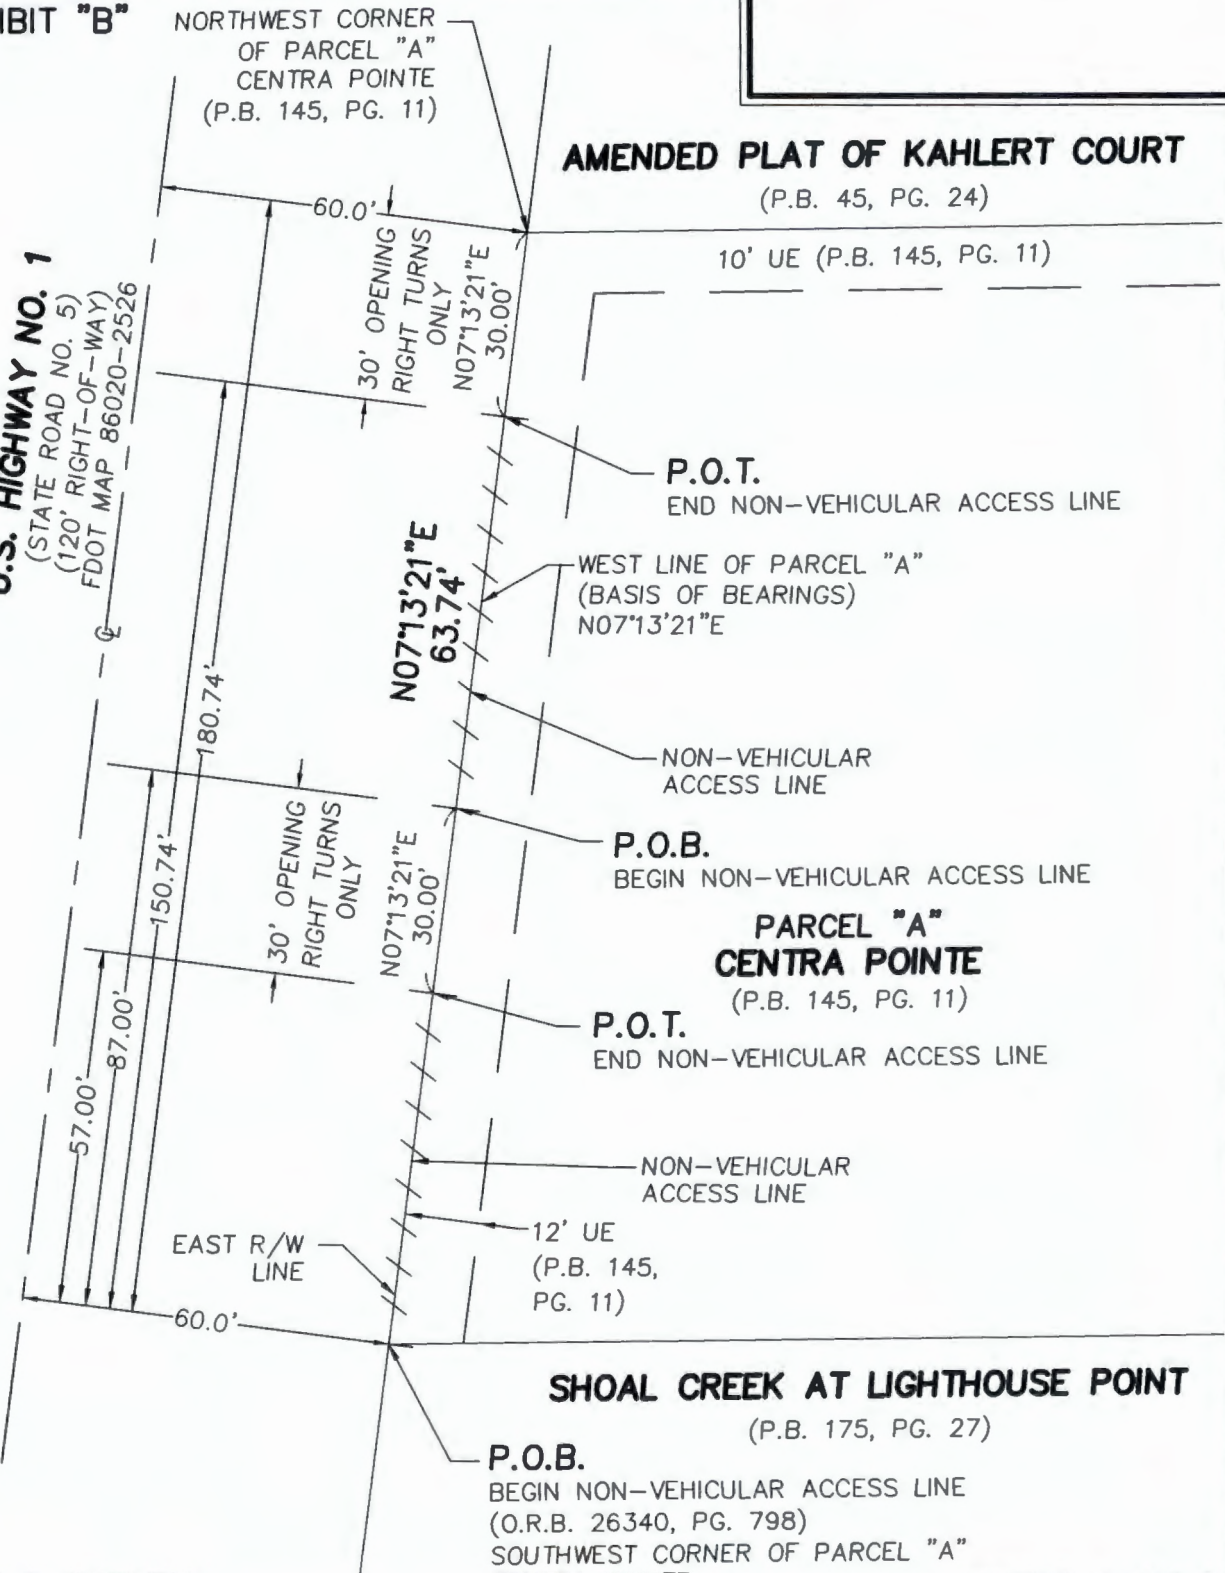 IBIT "B"
NORTHWEST CORNER
OF PARCEL "A"
CENTRA POINTE
(P.B. 145, PG. 11)
AMENDED PLAT OF KAHLERT COURT
(P.B. 45, PG. 24)
10' UE (P.B. 145, PG. 11)
60.0'
30' OPENING
RIGHT TURNS
ONLY
N07°13'21"E
30.00'
U.S. HIGHWAY NO. 1
(STATE ROAD NO. 5)
(120' RIGHT-OF-WAY)
FDOT MAP 86020-2526
P.O.T.
END NON-VEHICULAR ACCESS LINE
WEST LINE OF PARCEL "A"
(BASIS OF BEARINGS)
N07°13'21"E
N07°13'21"E
63.74'
180.74'
NON-VEHICULAR
ACCESS LINE
P.O.B.
BEGIN NON-VEHICULAR ACCESS LINE
150.74'
30' OPENING
RIGHT TURNS
ONLY
N07°13'21"E
30.00'
PARCEL "A"
CENTRA POINTE
(P.B. 145, PG. 11)
P.O.T.
END NON-VEHICULAR ACCESS LINE
87.00'
57.00'
NON-VEHICULAR
ACCESS LINE
12' UE
(P.B. 145,
PG. 11)
EAST R/W
LINE
60.0'
SHOAL CREEK AT LIGHTHOUSE POINT
(P.B. 175, PG. 27)
P.O.B.
BEGIN NON-VEHICULAR ACCESS LINE
(O.R.B. 26340, PG. 798)
SOUTHWEST CORNER OF PARCEL "A"